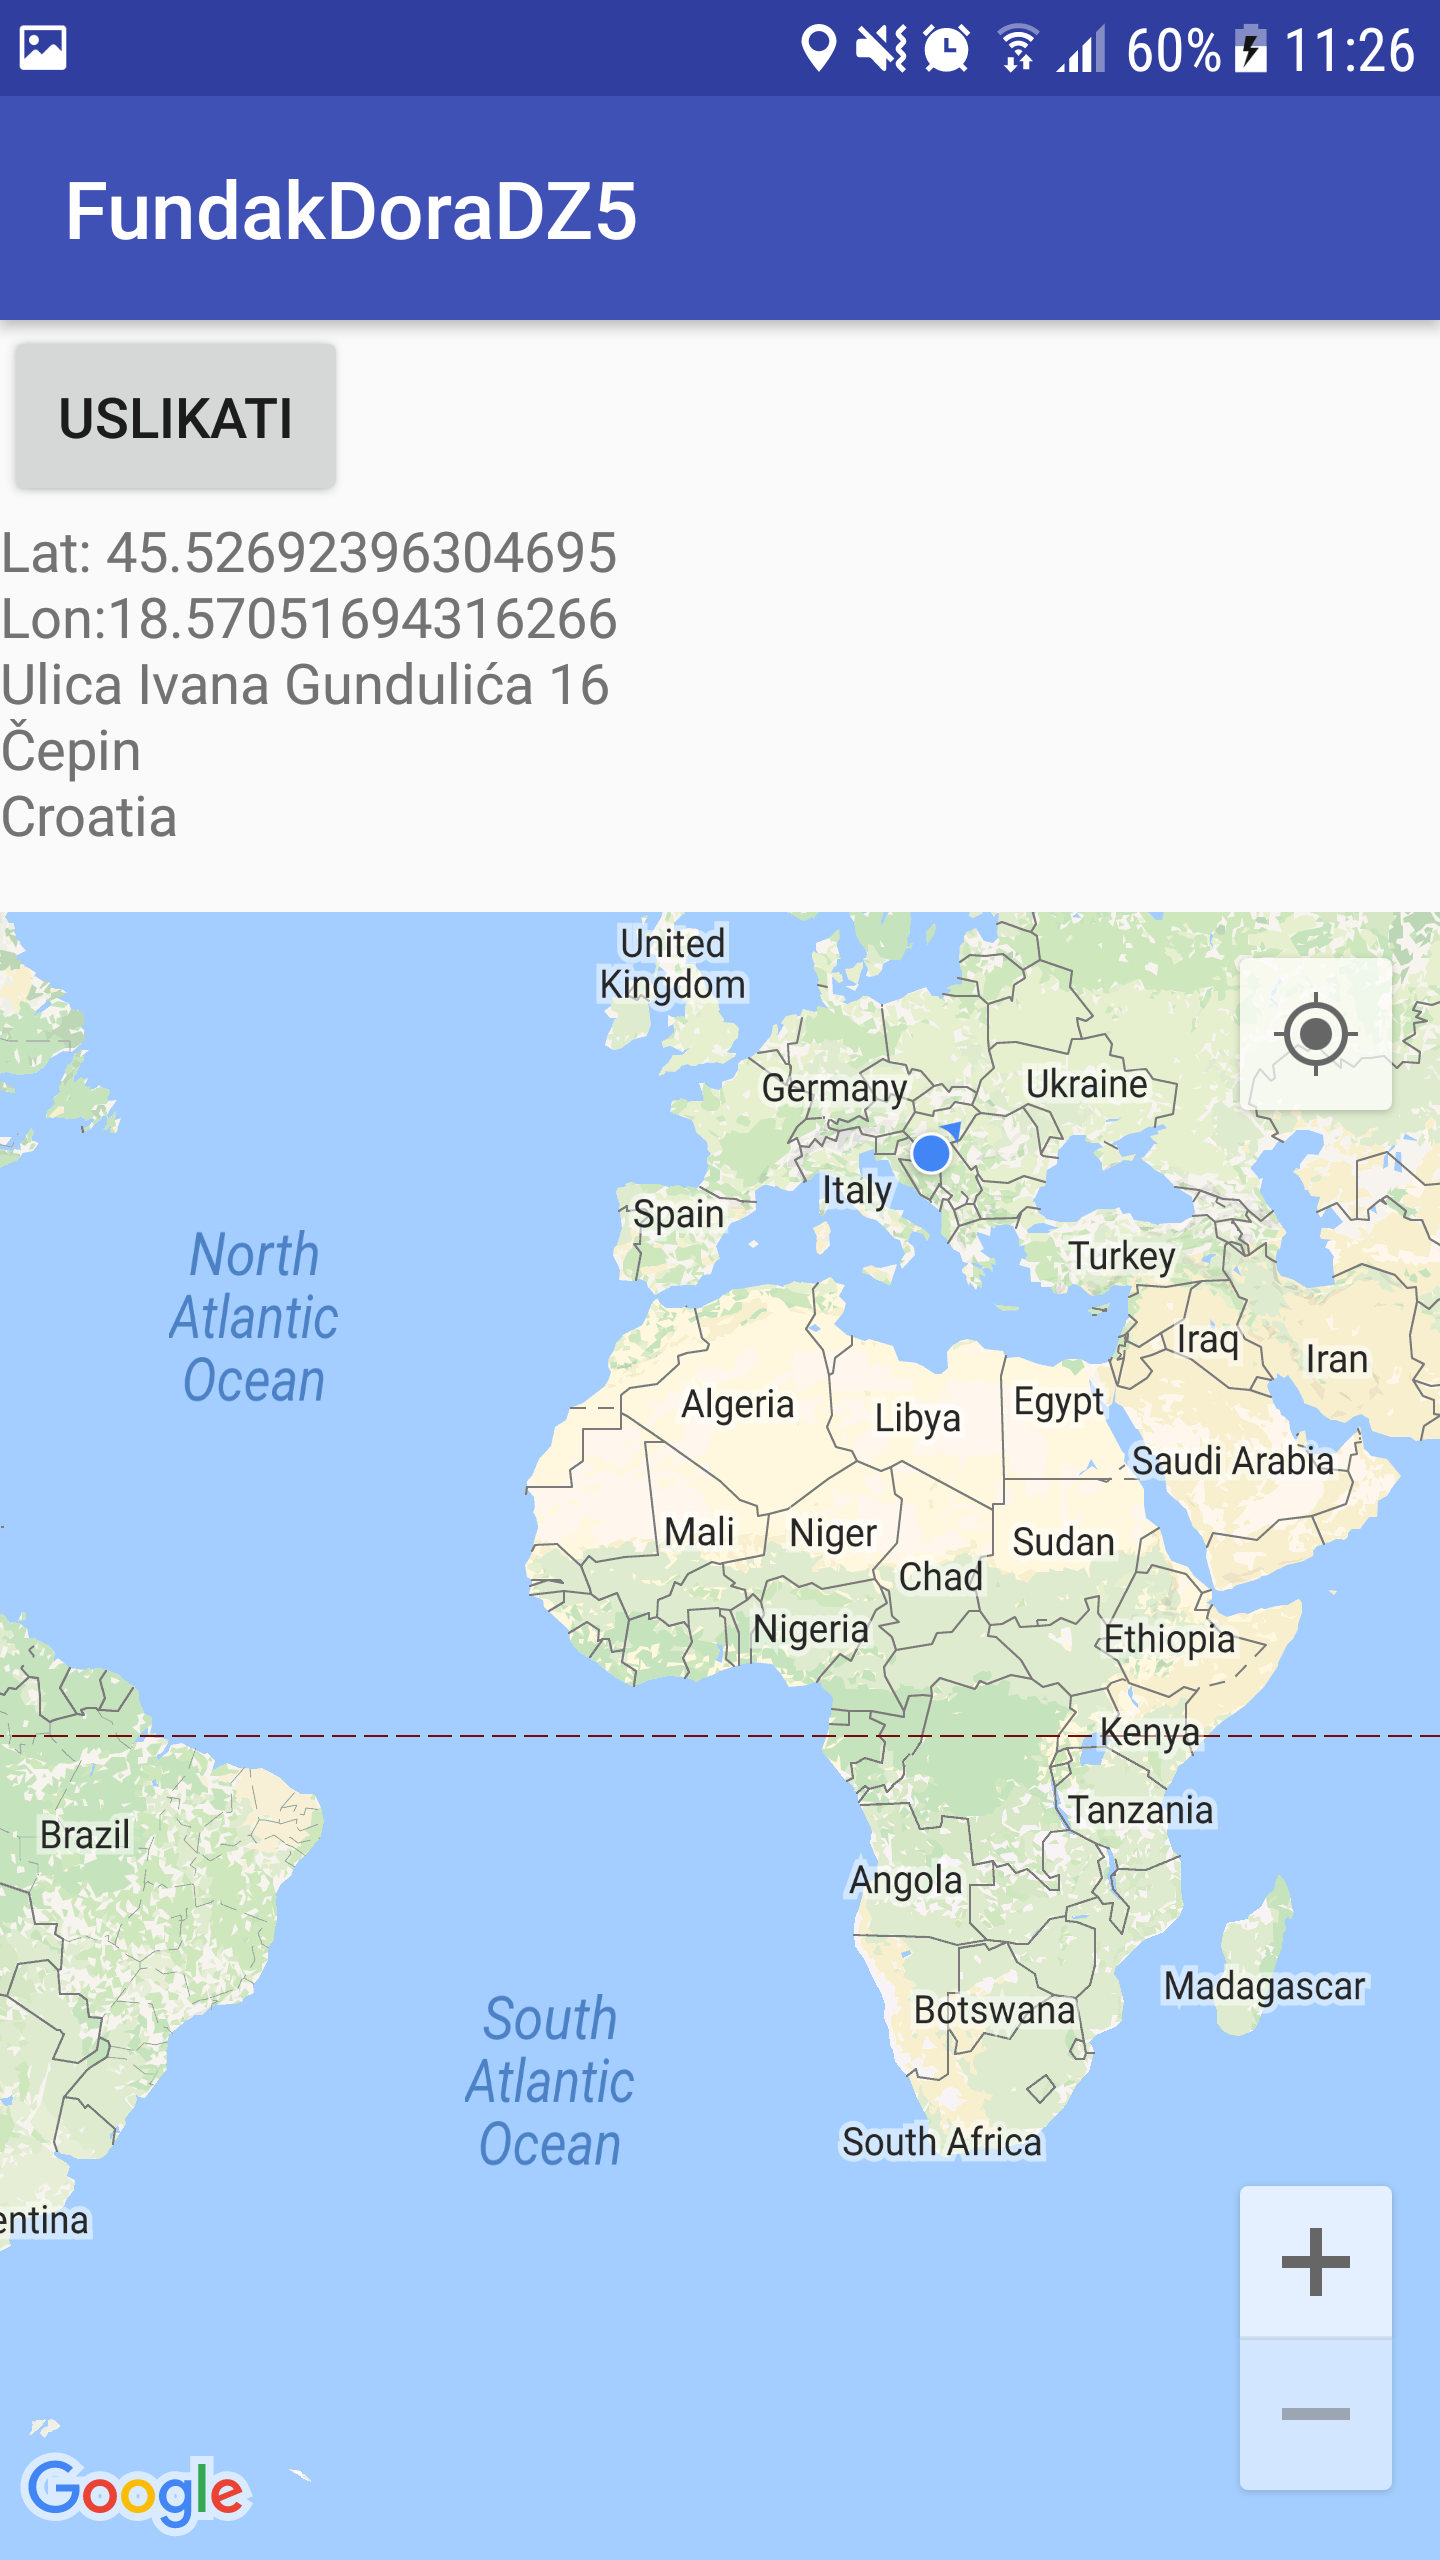 60% 11:26
FundakDoraDZ5
USLIKATI
Lat: 45.52692396304695
Lon:18.57051694316266
Ulica Ivana Gundulića 16
Čepin
Croatia
United
Kingdom
Germany
Ukraine
Italy
Spain
Turkey
North
Atlantic
Ocean
Iraq
Iran
Algeria
Libya
Egypt
Saudi Arabia
Mali
Niger
Sudan
Chad
Nigeria
Ethiopia
Kenya
Tanzania
Brazil
Angola
Madagascar
Botswana
South
Atlantic
Ocean
South Africa
entina
Google